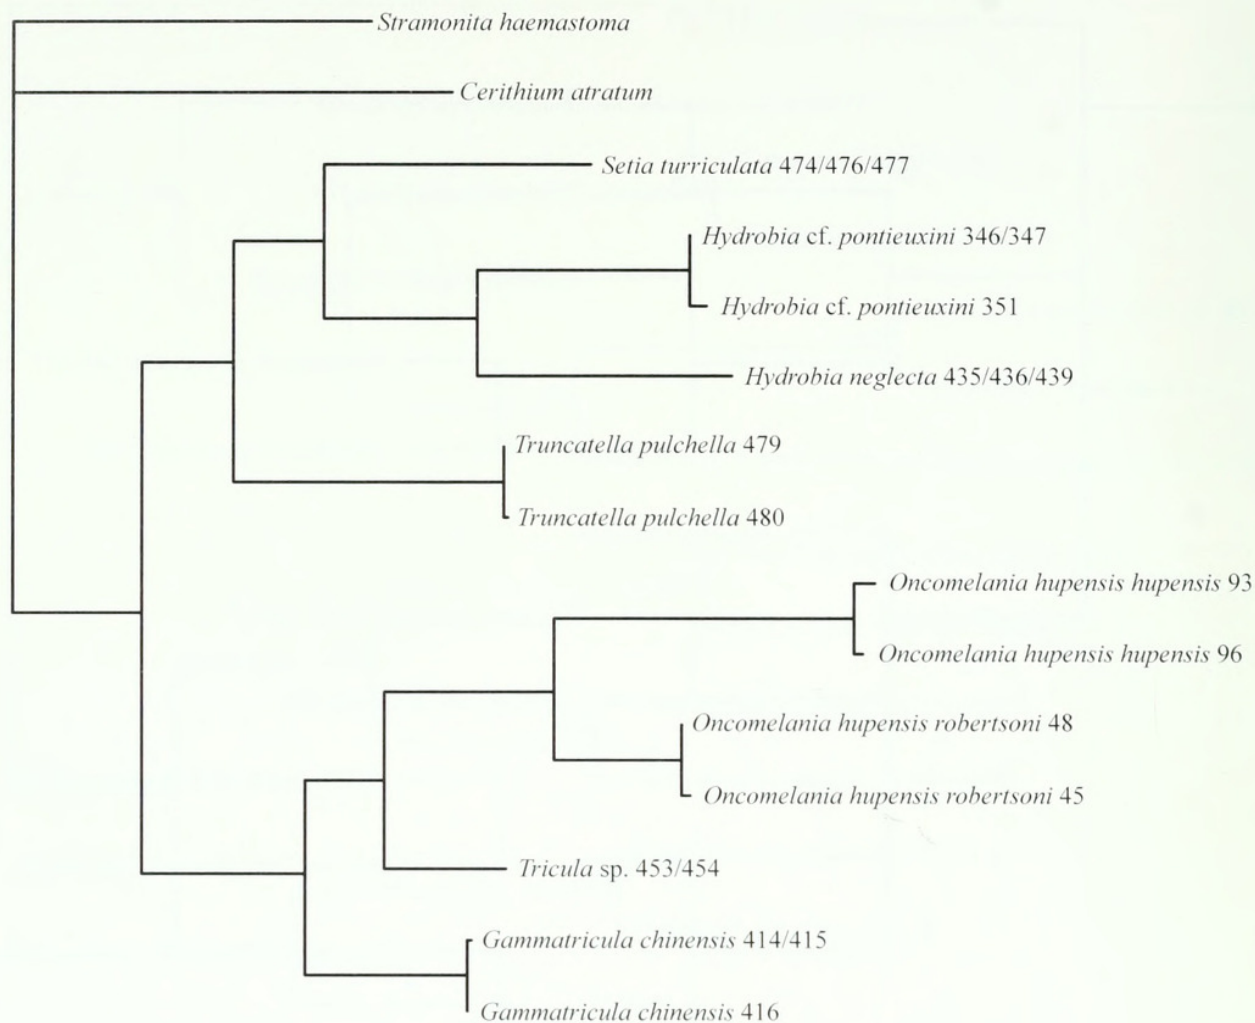 Stramonita haemastoma
Cerithium atratum
Setia turriculata 474/476/477
Hydrobia cf. pontieuxini 346/347
Hydrobia cf. pontieuxini 351
Hydrobia neglecta 435/436/439
Truncatella pulchella 479
Truncatella pulchella 480
Oncomelania hupensis hupensis 93
Oncomelania hupensis hupensis 96
Oncomelania hupensis robertsoni 48
Oncomelania hupensis robertsoni 45
Tricula sp. 453/454
Gammatricula chinensis 414/415
Gammatricula chinensis 416